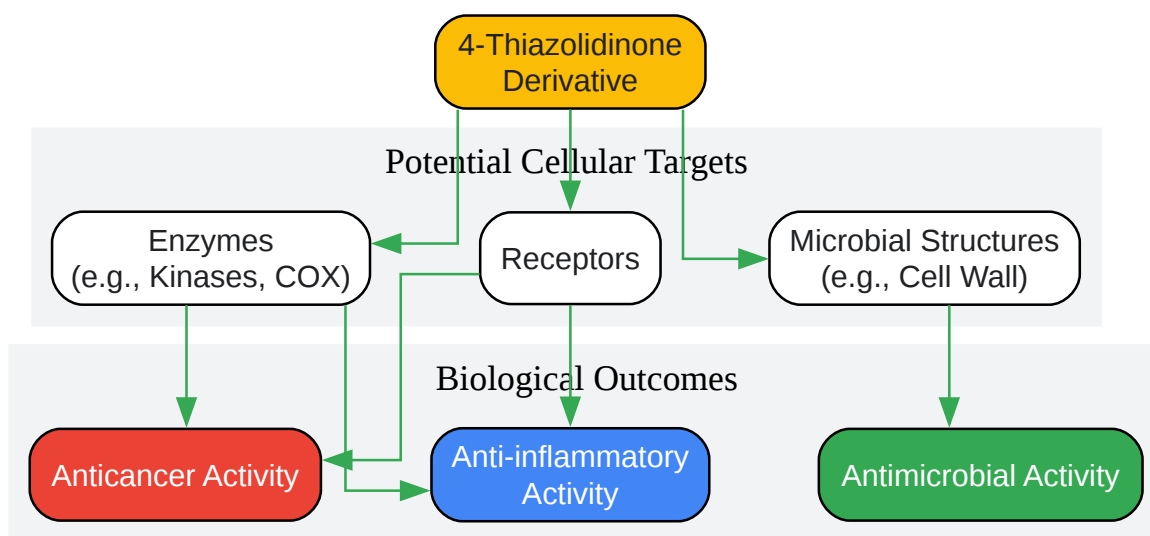 4-Thiazolidinone
Derivative
Potential Cellular Targets
Enzymes
(e.g., Kinases, COX)
Receptors
Microbial Structures
(e.g., Cell Wall)
Biological Outcomes
Anticancer Activity
Anti-inflammatory
Activity
Antimicrobial Activity